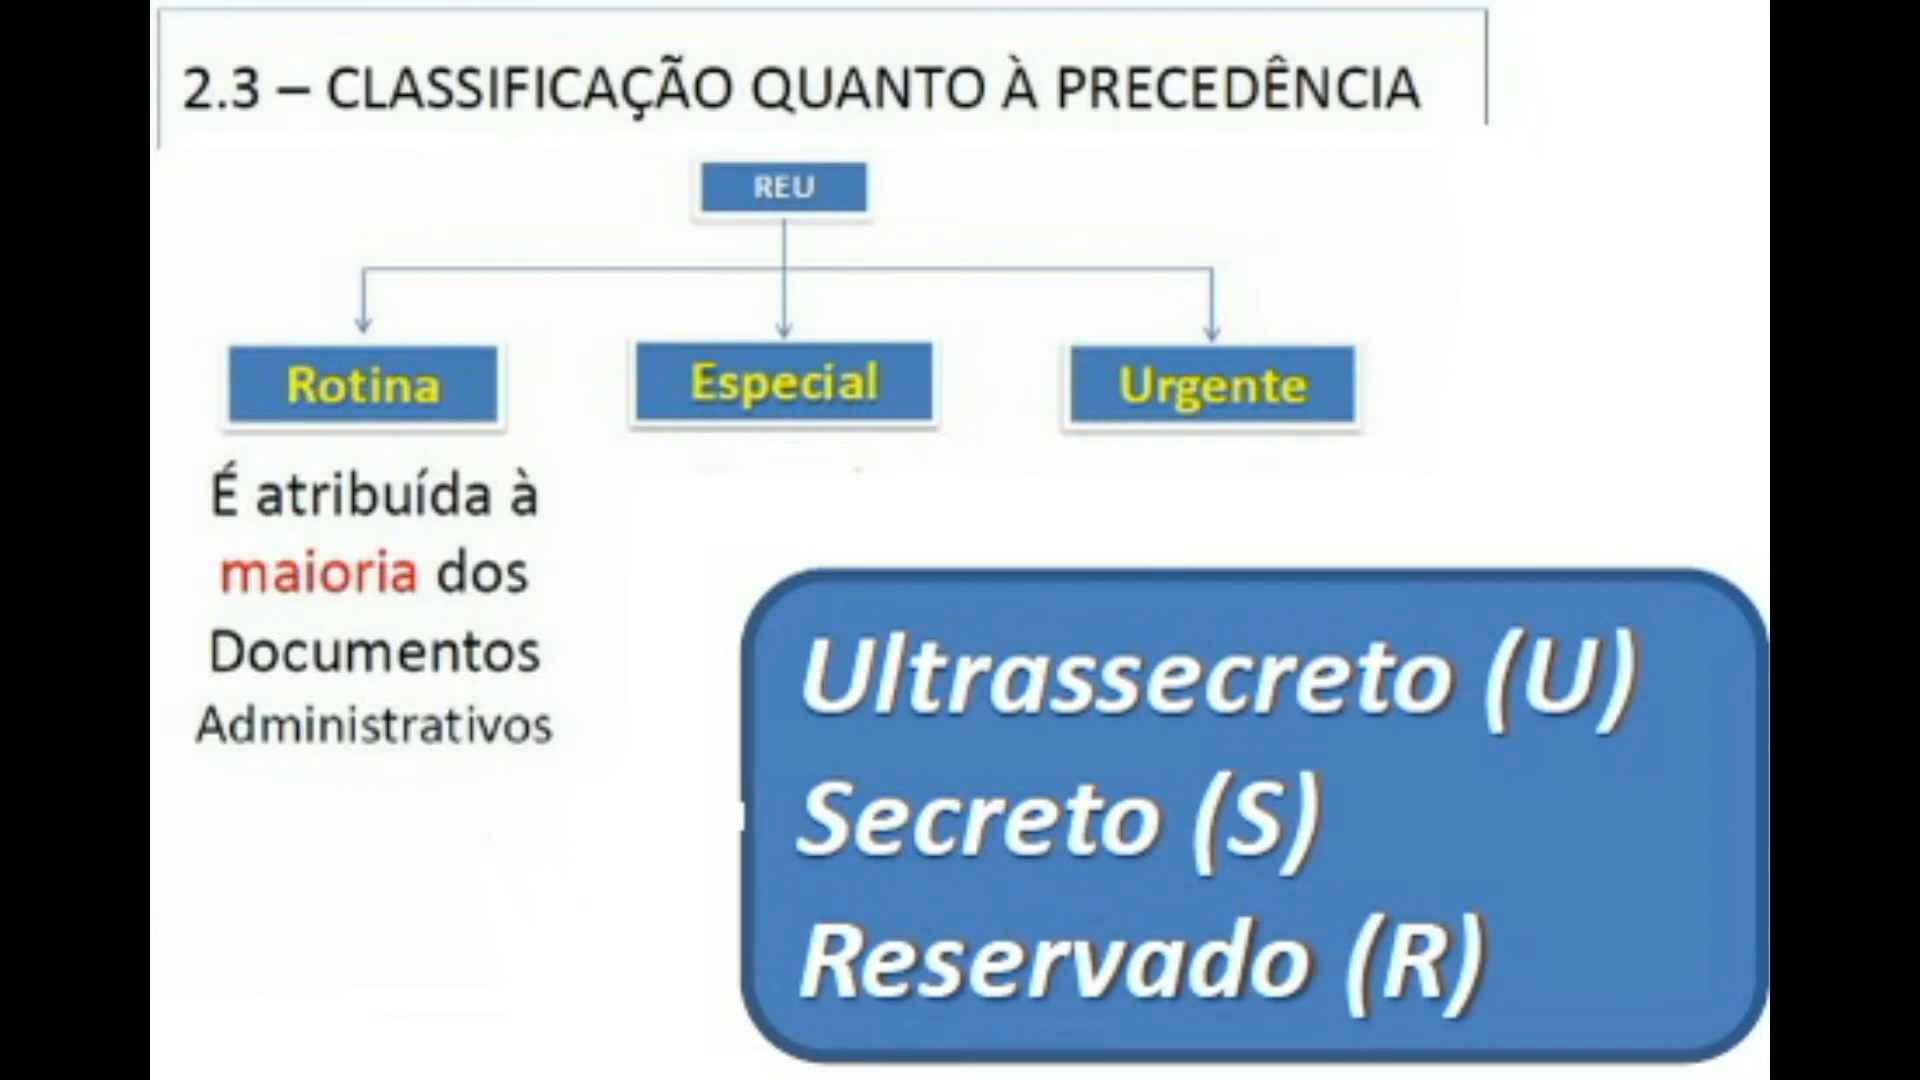 2.3 – CLASSIFICAÇÃO QUANTO À PRECEDÊNCIA
REU
Rotina
Especial
Urgente
É atribuída à
maioria dos
Documentos
Administrativos
Ultrassecreto (U)
Secreto (S)
Reservado (R)